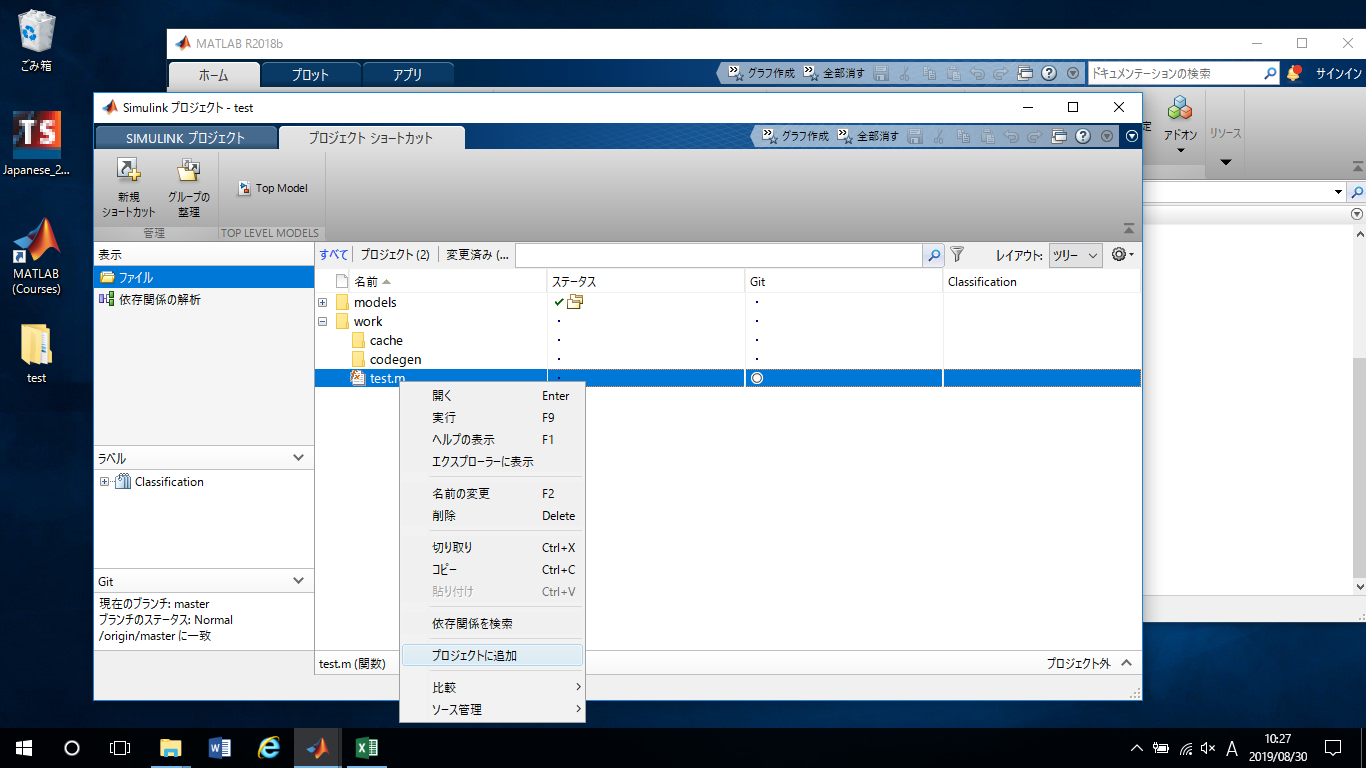 ごみ箱
Japanese_2...
MATLAB
(Courses)
test
MATLAB R2018b
ホーム
プロット
アプリ
グラフ作成
全部消す
ドキュメンテーションの検索
サインイン
定
アドオン
リソース
Simulink プロジェクト - test
SIMULINK プロジェクト
プロジェクト ショートカット
グラフ作成
全部消す
新規
ショートカット
グループの
整理
Top Model
管理
TOP LEVEL MODELS
表示
ファイル
依存関係の解析
ラベル
Classification
Git
現在のブランチ: master
ブランチのステータス: Normal
/origin/master に一致
すべて
プロジェクト (2)
変更済み (...
レイアウト:
ツリー
名前
ステータス
Git
Classification
models
work
cache
codegen
test.m
開く Enter
実行 F9
ヘルプの表示 F1
エクスプローラーに表示
名前の変更 F2
削除 Delete
切り取り Ctrl+X
コピー Ctrl+C
貼り付け Ctrl+V
依存関係を検索
プロジェクトに追加
比較
ソース管理
test.m (関数)
プロジェクト外
A
10:27
2019/08/30